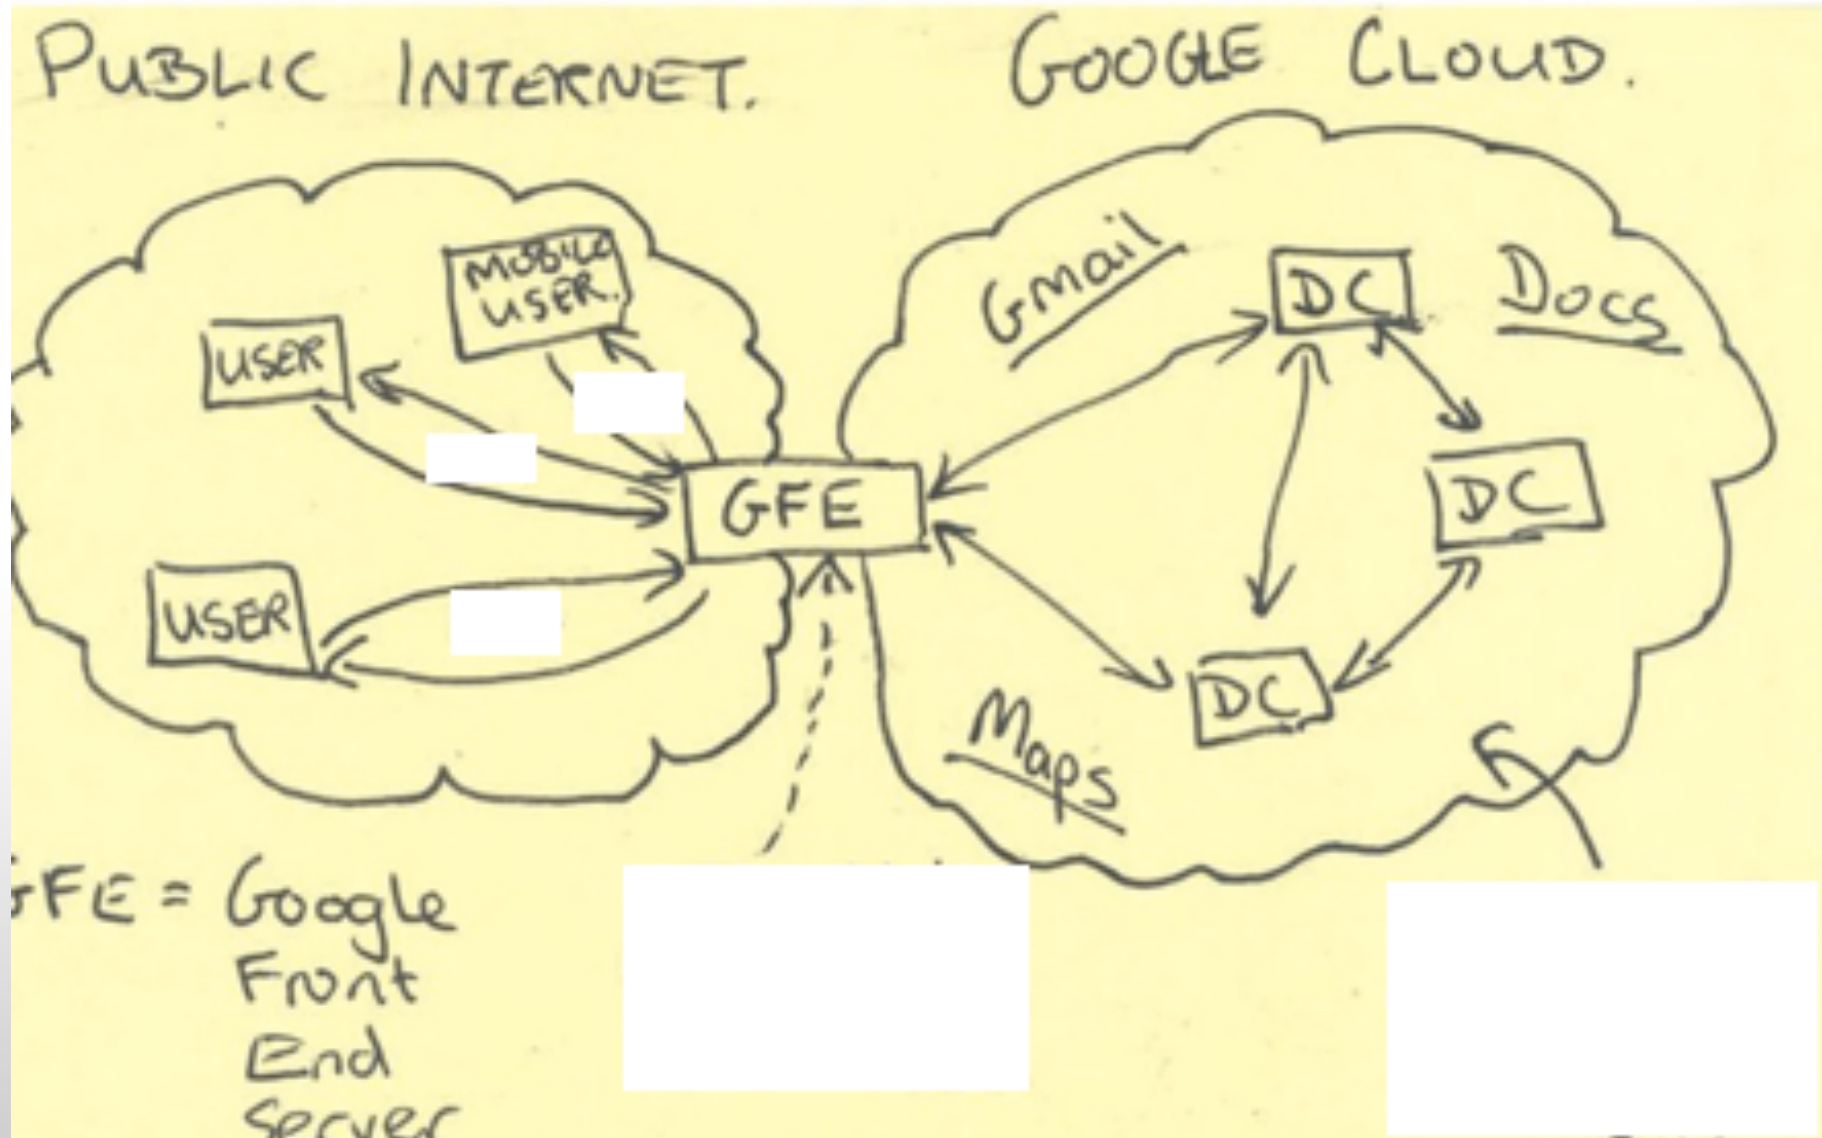 PUBLIC INTERNET.
GOOGLE CLOUD.
MOBILE
USER.
USER
USER
GFE
Gmail
DC
Docs
DC
DC
Maps
GFE = Google
Front
End
Server